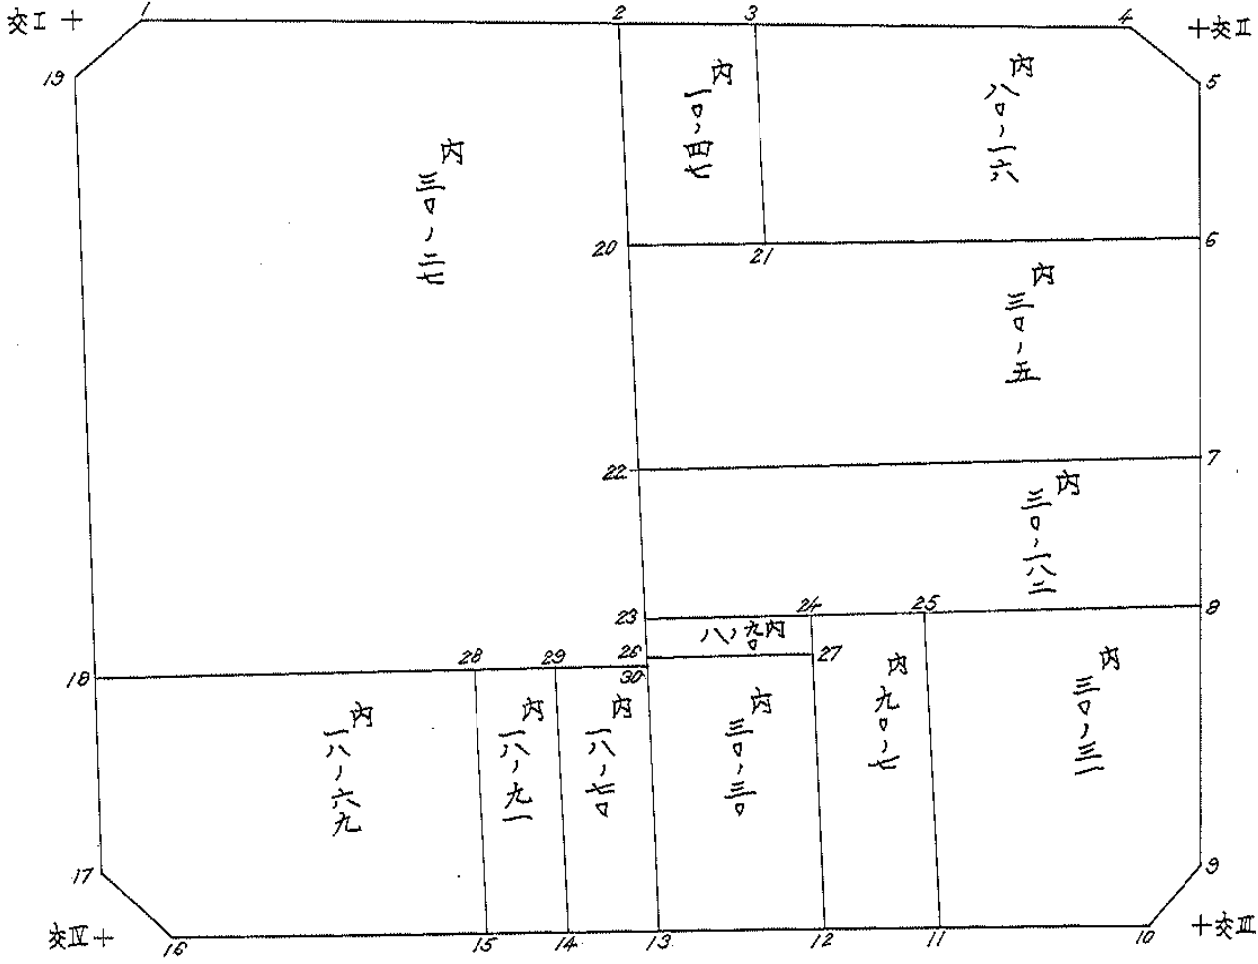 交I
1
2
3
4
交II
19
5
内
一〇、四七
内
八〇、一六
内
三〇、二七
20
21
6
内
三〇、五
22
7
内
三〇、一八二
23
24
25
8
内
八、九〇
26
27
28
29
30
18
内
一八、六九
内
一八、九一
内
一八、七〇
内
三〇、三〇
内
九〇、七
内
三〇、三一
17
9
交IV
16
15
14
13
12
11
10
交III